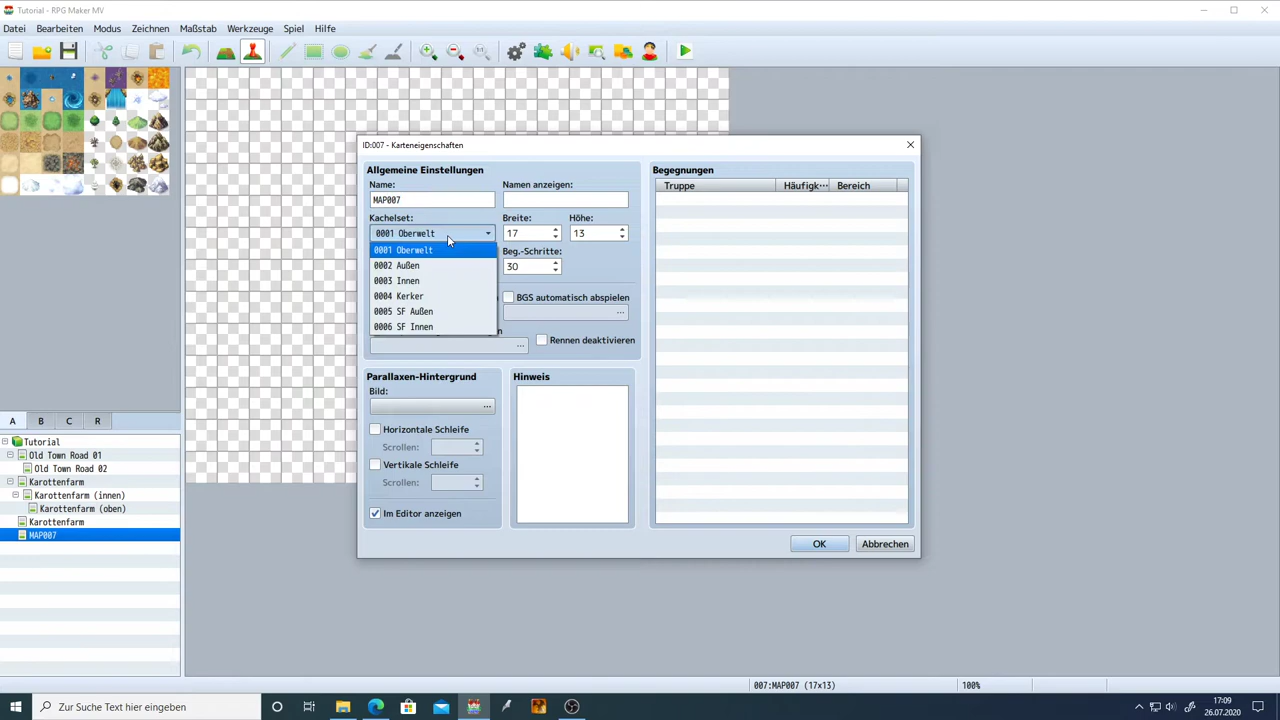 Tutorial - RPG Maker MV
Datei Bearbeiten Modus Zeichnen Maßstab Werkzeuge Spiel Hilfe
ID:007 - Karteneigenschaften
Allgemeine Einstellungen
Name: Namen anzeigen:
MAP007
Kachelset: Breite: Höhe:
0001 Oberwelt 17 13
0001 Oberwelt
0002 Außen
0003 Innen
0004 Kerker
0005 SF Außen
0006 SF Innen
Beg.-Schritte:
30
BGS automatisch abspielen
...
... Rennen deaktivieren
Parallaxen-Hintergrund
Bild:
...
Horizontale Schleife
Scrollen:
Vertikale Schleife
Scrollen:
Im Editor anzeigen
Hinweis
Begegnungen
Truppe Häufigk... Bereich
OK Abbrechen
A B C R
Tutorial
Old Town Road 01
Old Town Road 02
Karottenfarm
Karottenfarm (innen)
Karottenfarm (oben)
Karottenfarm
MAP007
007:MAP007 (17×13) 100%
Zur Suche Text hier eingeben
17:09
26.07.2020